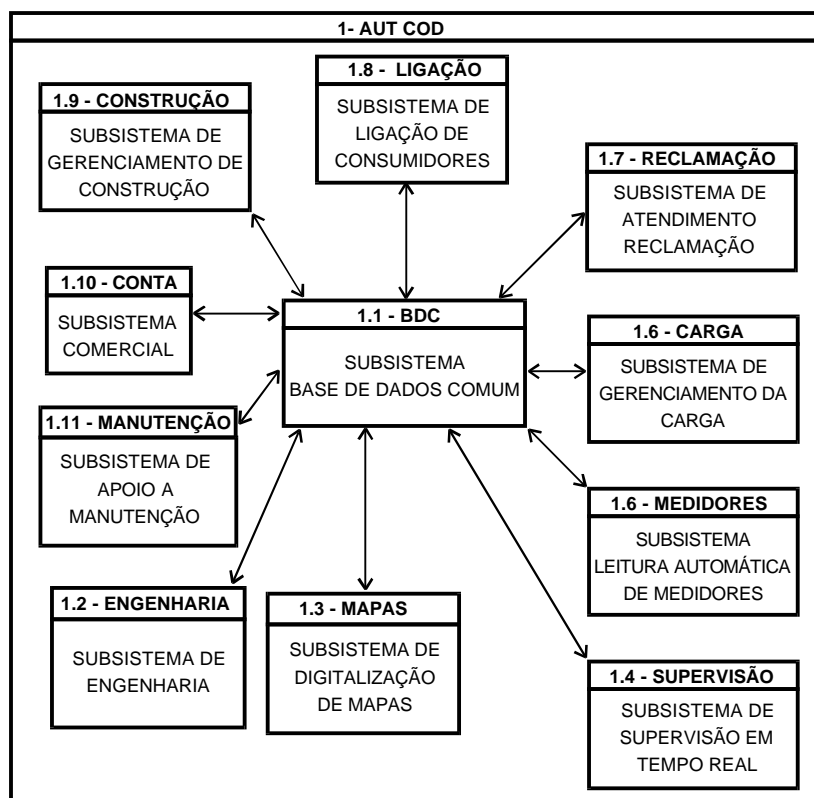 1- AUT COD
1.8 - LIGAÇÃO
SUBSISTEMA DE
LIGAÇÃO DE
CONSUMIDORES
1.9 - CONSTRUÇÃO
SUBSISTEMA DE
GERENCIAMENTO DE
CONSTRUÇÃO
1.7 - RECLAMAÇÃO
SUBSISTEMA DE
ATENDIMENTO
RECLAMAÇÃO
1.10 - CONTA
SUBSISTEMA
COMERCIAL
1.1 - BDC
SUBSISTEMA
BASE DE DADOS COMUM
1.6 - CARGA
SUBSISTEMA DE
GERENCIAMENTO DA
CARGA
1.11 - MANUTENÇÃO
SUBSISTEMA DE
APOIO A
MANUTENÇÃO
1.6 - MEDIDORES
SUBSISTEMA
LEITURA AUTOMÁTICA
DE MEDIDORES
1.2 - ENGENHARIA
SUBSISTEMA DE
ENGENHARIA
1.3 - MAPAS
SUBSISTEMA DE
DIGITALIZAÇÃO
DE MAPAS
1.4 - SUPERVISÃO
SUBSISTEMA DE
SUPERVISÃO EM
TEMPO REAL